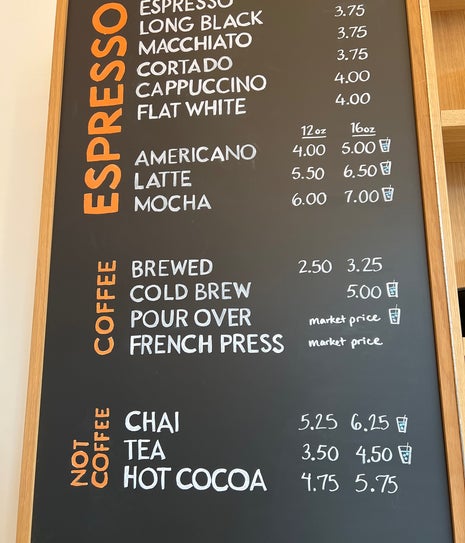 ESPRESSO
ESPRESSO
LONG BLACK 3.75
MACCHIATO 3.75
CORTADO 3.75
CAPPUCCINO 4.00
FLAT WHITE 4.00
12oz 16oz
AMERICANO 4.00 5.00
LATTE 5.50 6.50
MOCHA 6.00 7.00
COFFEE
BREWED 2.50 3.25
COLD BREW 5.00
POUR OVER market price
FRENCH PRESS market price
NOT
COFFEE
CHAI 5.25 6.25
TEA 3.50 4.50
HOT COCOA 4.75 5.75